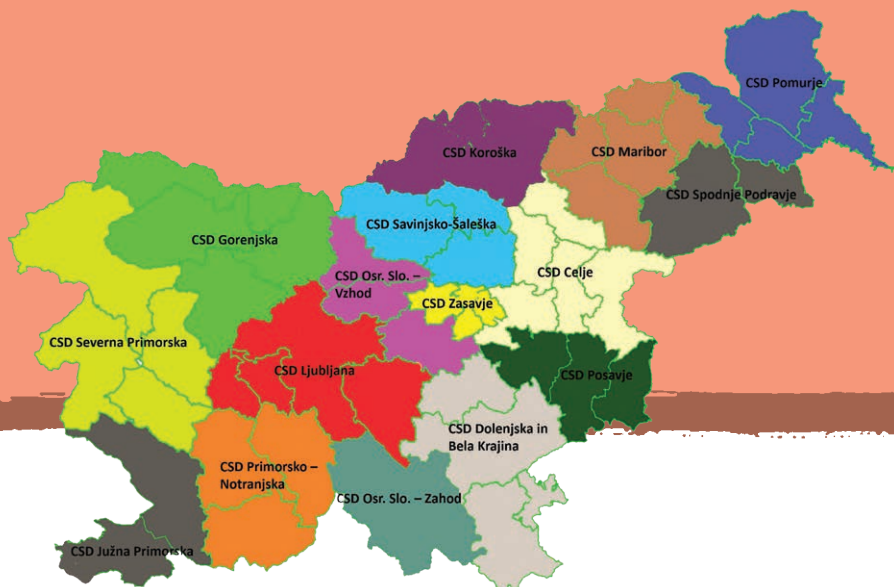 CSD Pomurje
CSD Koroška
CSD Maribor
CSD Spodnje Podravje
CSD Savinjsko-Šaleška
CSD Gorenjska
CSD Osr. Slo. –
Vzhod
CSD Celje
CSD Zasavje
CSD Severna Primorska
CSD Ljubljana
CSD Posavje
CSD Dolenjska in
Bela Krajina
CSD Primorsko –
Notranjska
CSD Osr. Slo. – Zahod
CSD Južna Primorska